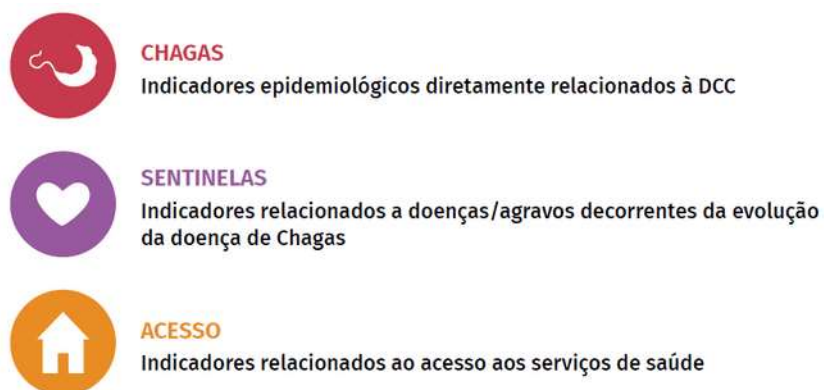 CHAGAS
Indicadores epidemiológicos diretamente relacionados à DCC
SENTINELAS
Indicadores relacionados a doenças/agravos decorrentes da evolução
da doença de Chagas
ACESSO
Indicadores relacionados ao acesso aos serviços de saúde